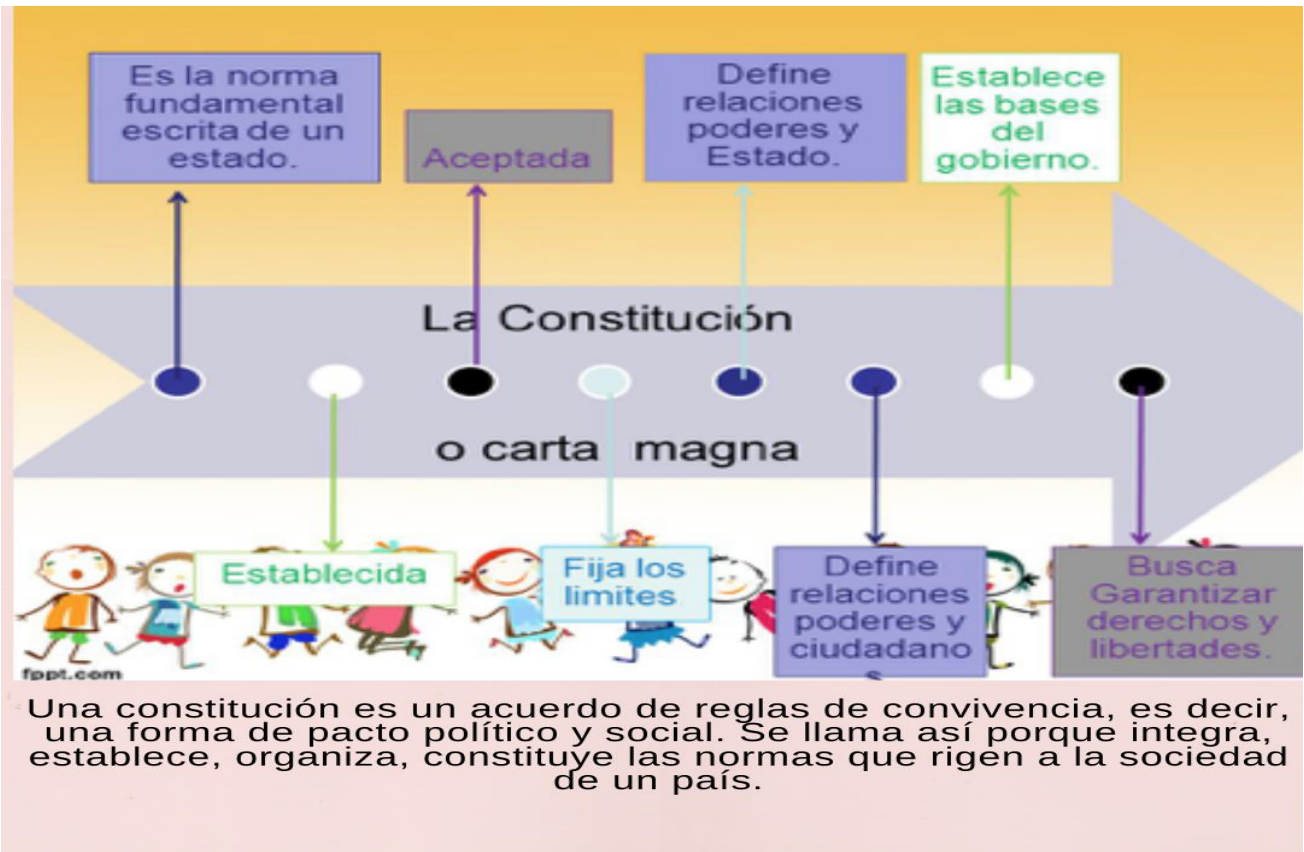 Es la norma
fundamental
escrita de un
estado.
Aceptada
Define
relaciones
poderes y
Estado.
Establece
las bases
del
gobierno.
La Constitución
o carta magna
Establecida
Fija los
limites.
Define
relaciones
poderes y
ciudadano
s
Busca
Garantizar
derechos y
libertades.
fppt.com
Una constitución es un acuerdo de reglas de convivencia, es decir,
una forma de pacto político y social. Se llama así porque integra,
establece, organiza, constituye las normas que rigen a la sociedad
de un país.